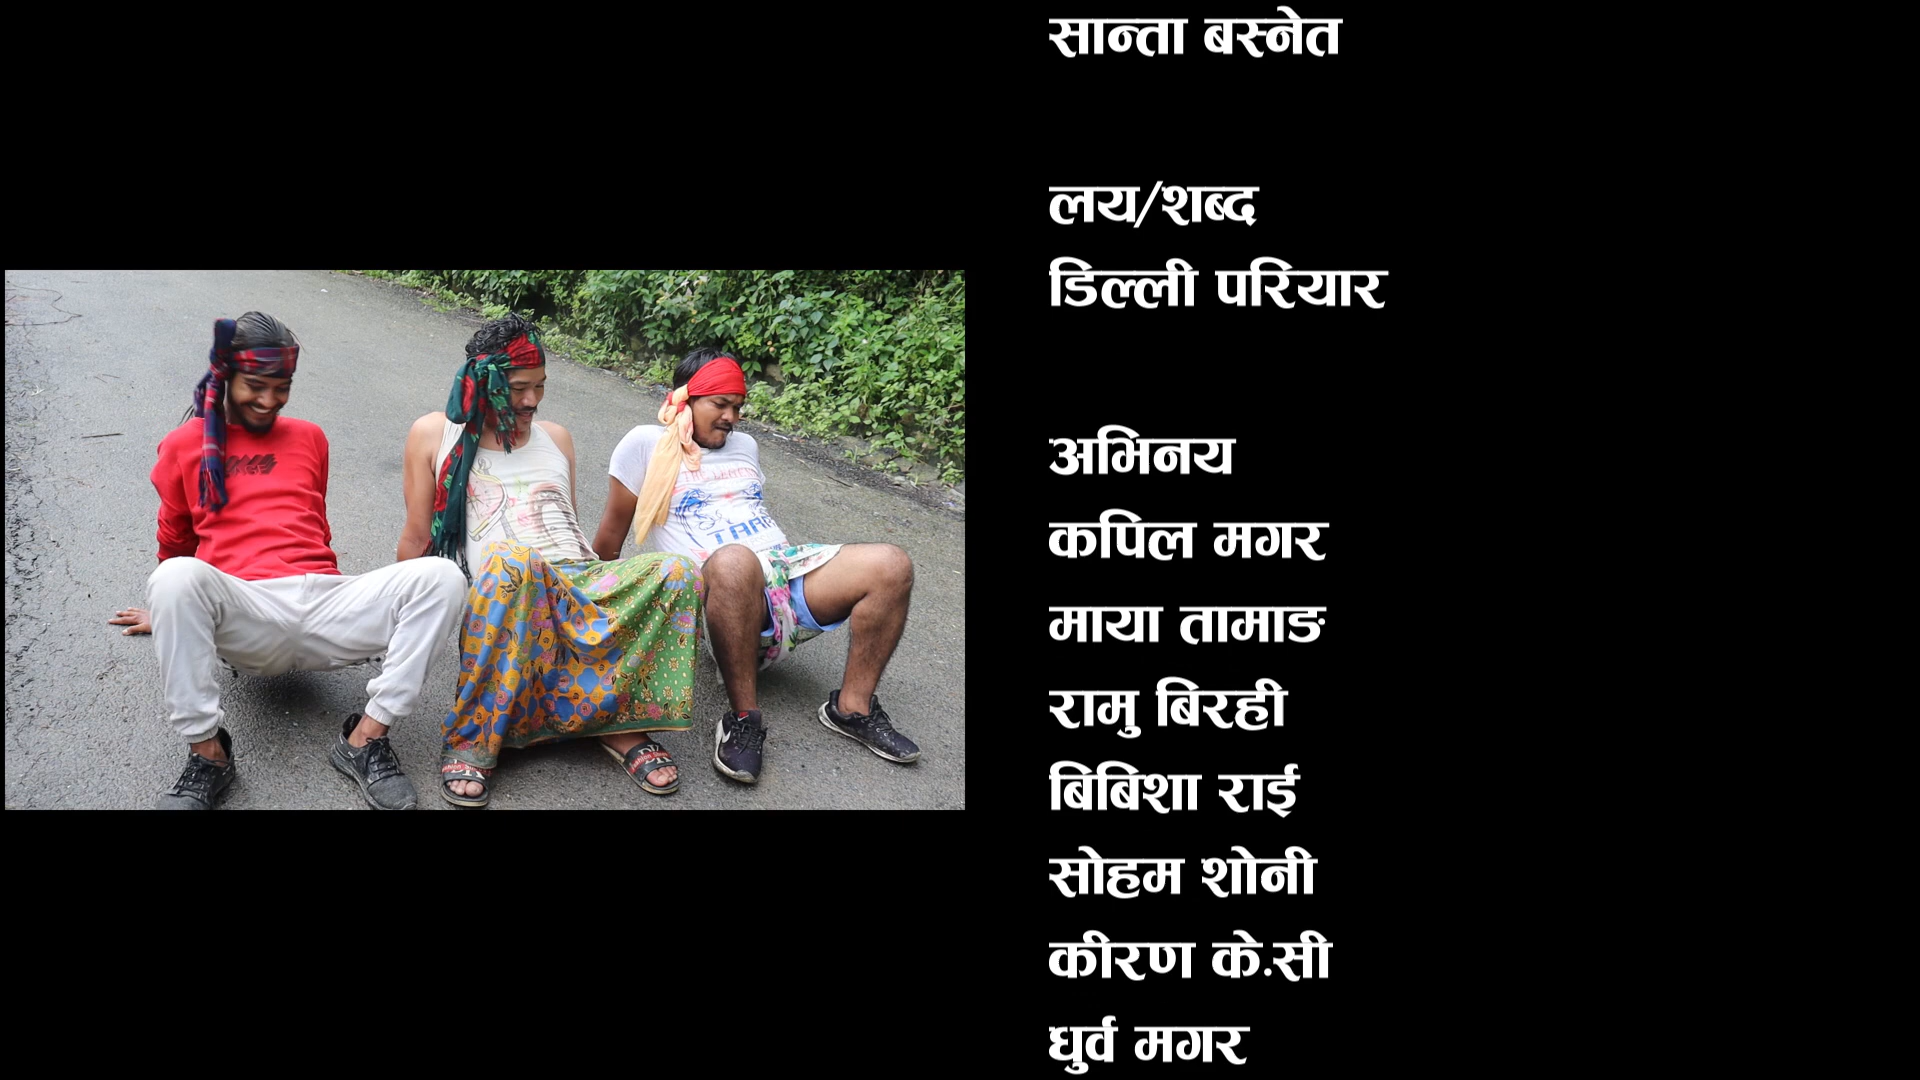 सान्ता बस्नेत
लय/शब्द
डिल्ली परियार
अभिनय
कपिल मगर
माया तामाङ
रामु बिरही
बिबिशा राई
सोहम शोनी
कीरण के.सी
धुर्व मगर